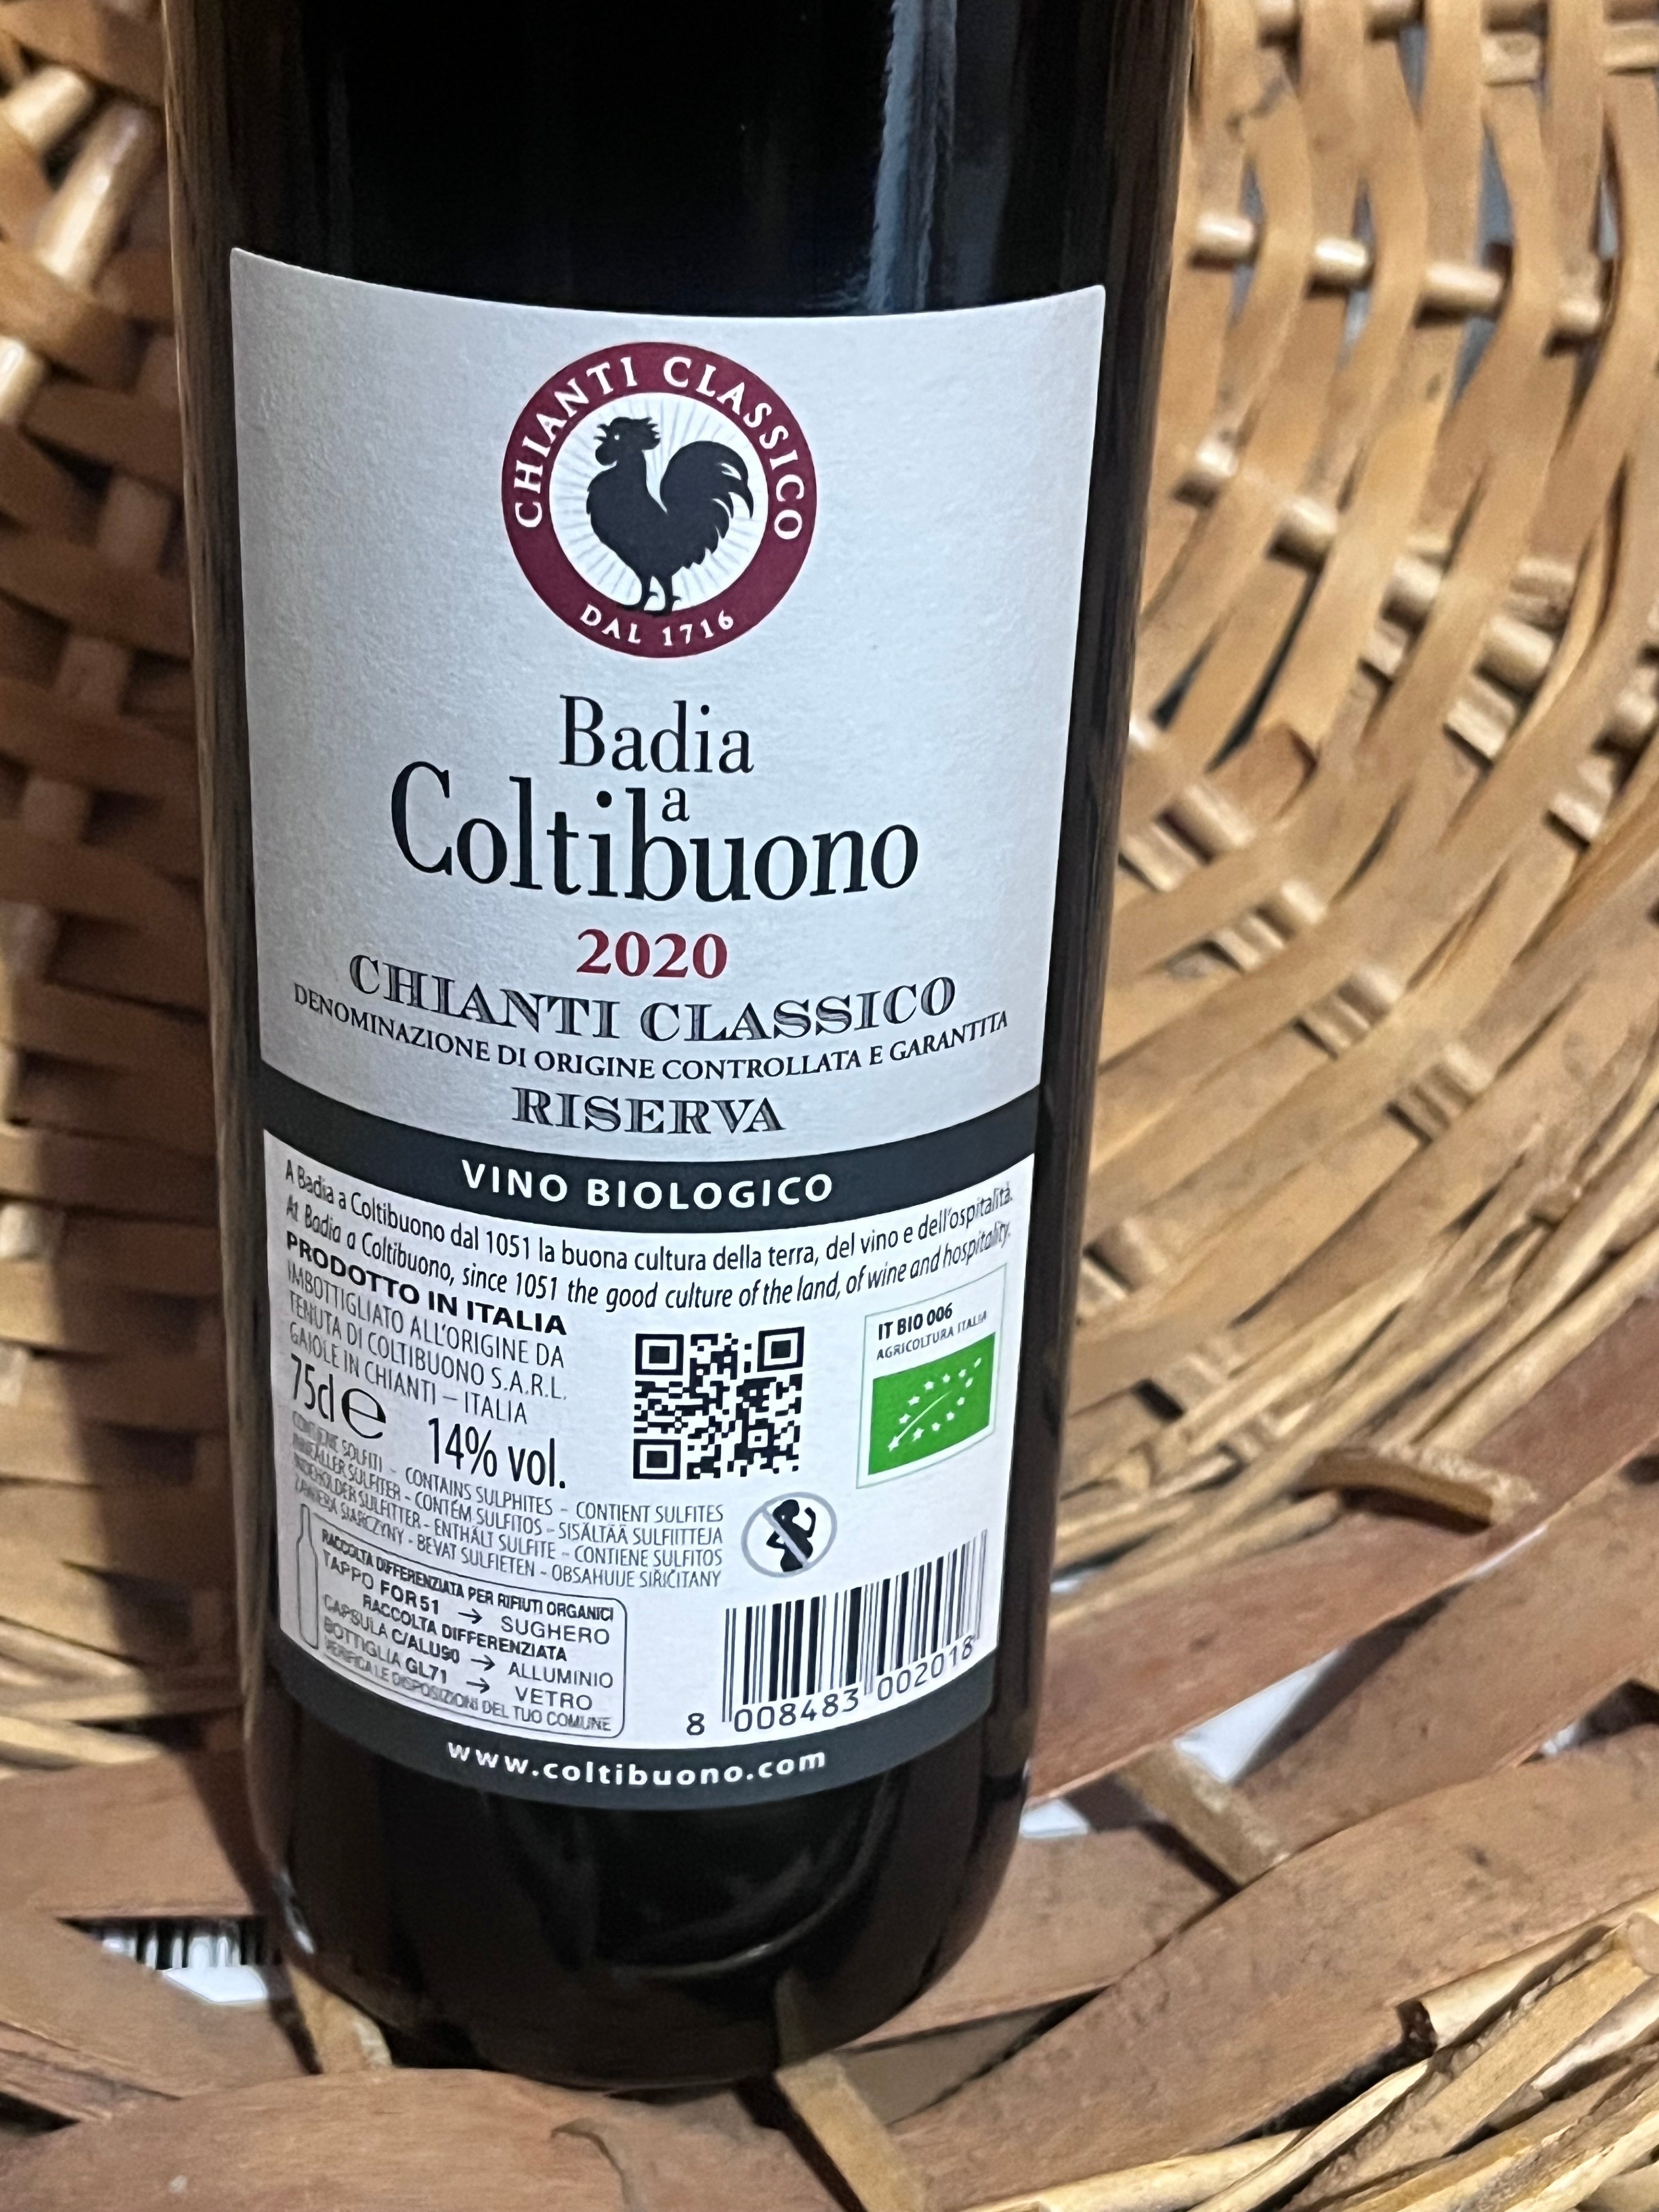 CHIANTI CLASSICO
DAL 1716
Badia
a
Coltibuono
2020
CHIANTI CLASSICO
DENOMINAZIONE DI ORIGINE CONTROLLATA E GARANTITA
RISERVA
VINO BIOLOGICO
A Badia a Coltibuono dal 1051 la buona cultura della terra, del vino e dell'ospitalità.
At Badia a Coltibuono, since 1051 the good culture of the land, of wine and hospitality.
PRODOTTO IN ITALIA
IMBOTTIGLIATO ALL'ORIGINE DA
TENUTA DI COLTIBUONO S.A.R.L.
GAIOLE IN CHIANTI – ITALIA
75cl e 14% vol.
IT BIO 006
AGRICOLTURA ITALIA
CONTIENE SOLFITI – CONTAINS SULPHITES – CONTIENT SULFITES
INNEHÅLLER SULFITER - CONTÉM SULFITOS - SISÄLTÄÄ SULFIITTEJA
INDEHOLDER SULFITTER - ENTHÄLT SULFITE – CONTIENE SULFITOS
ZAWIERA SIARCZYNY - BEVAT SULFIETEN - OBSAHUJE SIŘIČITANY
RACCOLTA DIFFERENZIATA PER RIFIUTI ORGANICI
TAPPO FOR51 → SUGHERO
RACCOLTA DIFFERENZIATA
CAPSULA C/ALU90 → ALLUMINIO
BOTTIGLIA GL71 → VETRO
VERIFICA LE DISPOSIZIONI DEL TUO COMUNE
8 008483 002018
www.coltibuono.com